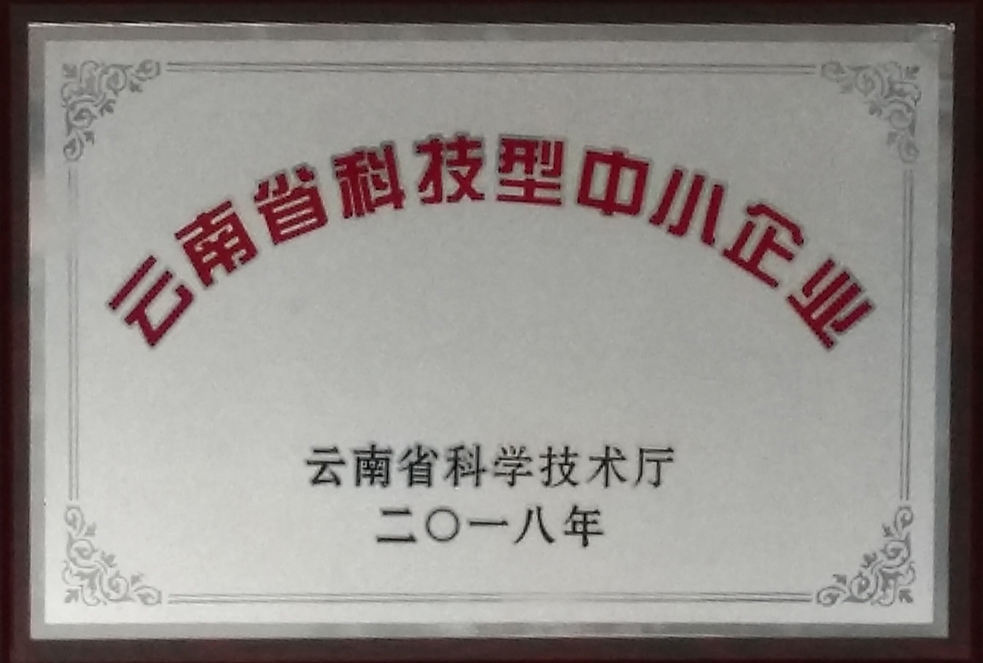 云南省科技型中小企业
云南省科学技术厅
二〇一八年